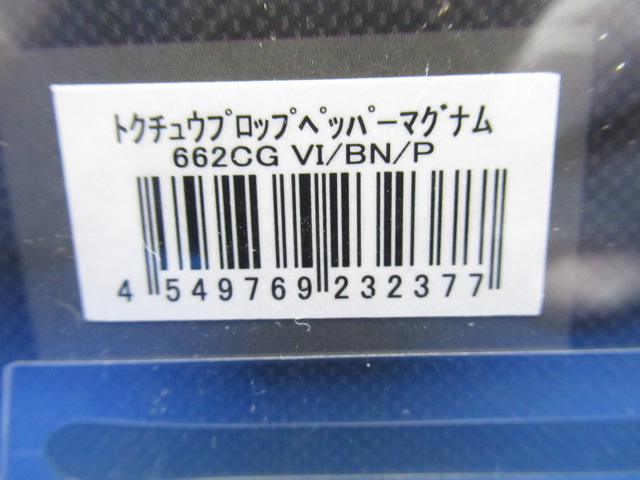 ﾄｸﾁｭｳﾌﾟﾛｯﾌﾟﾍﾟｯﾊﾟｰﾏｸﾞﾅﾑ
662CG VI/BN/P
4 549769 232377